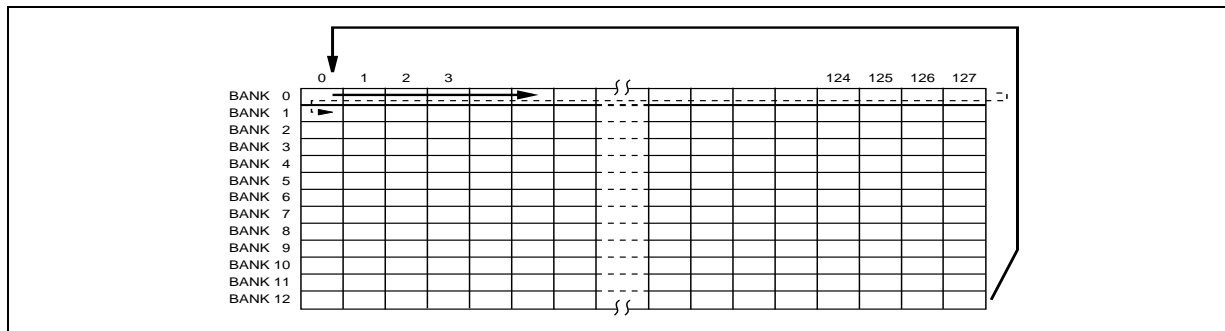 0 1 2 3 124 125 126 127
BANK 0
BANK 1
BANK 2
BANK 3
BANK 4
BANK 5
BANK 6
BANK 7
BANK 8
BANK 9
BANK 10
BANK 11
BANK 12